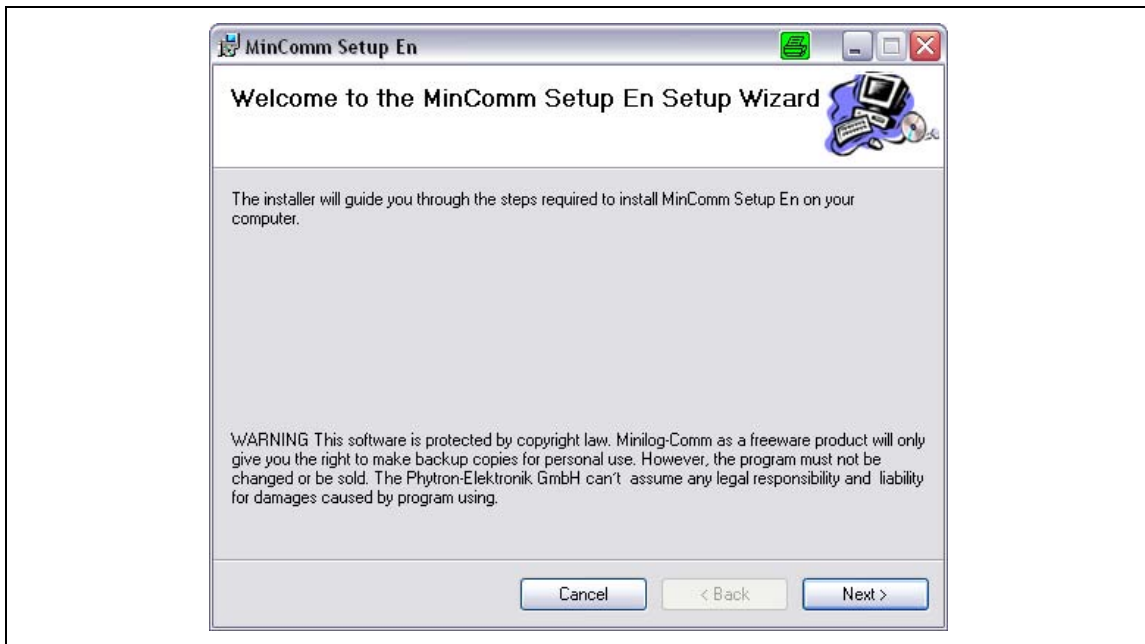 MinComm Setup En
Welcome to the MinComm Setup En Setup Wizard
The installer will guide you through the steps required to install MinComm Setup En on your
computer.
WARNING This software is protected by copyright law. Minilog-Comm as a freeware product will only
give you the right to make backup copies for personal use. However, the program must not be
changed or be sold. The Phytron-Elektronik GmbH can´t  assume any legal responsibility and  liability
for damages caused by program using.
Cancel
< Back
Next >